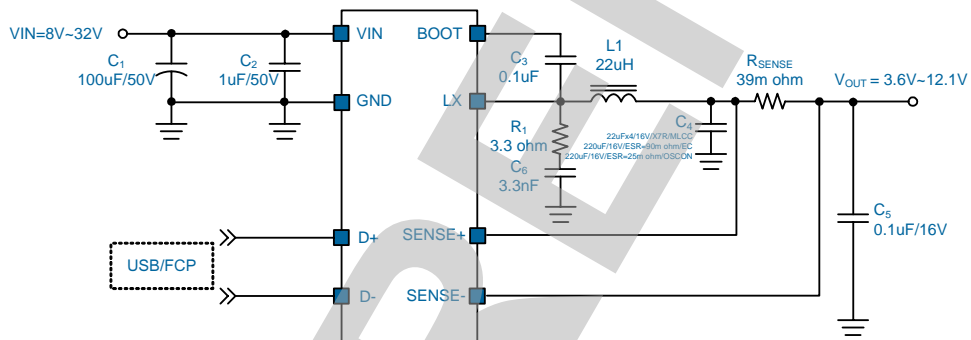 VIN=8V~32V
VIN
BOOT
C1
100uF/50V
C2
1uF/50V
C3
0.1uF
L1
22uH
RSENSE
39m ohm
VOUT = 3.6V~12.1V
GND
LX
R1
3.3 ohm
C4
22uFx4/16V/X7R/MLCC
220uF/16V/ESR=90m ohm/EC
220uF/16V/ESR=25m ohm/OSCON
C6
3.3nF
C5
0.1uF/16V
D+
SENSE+
USB/FCP
D-
SENSE-